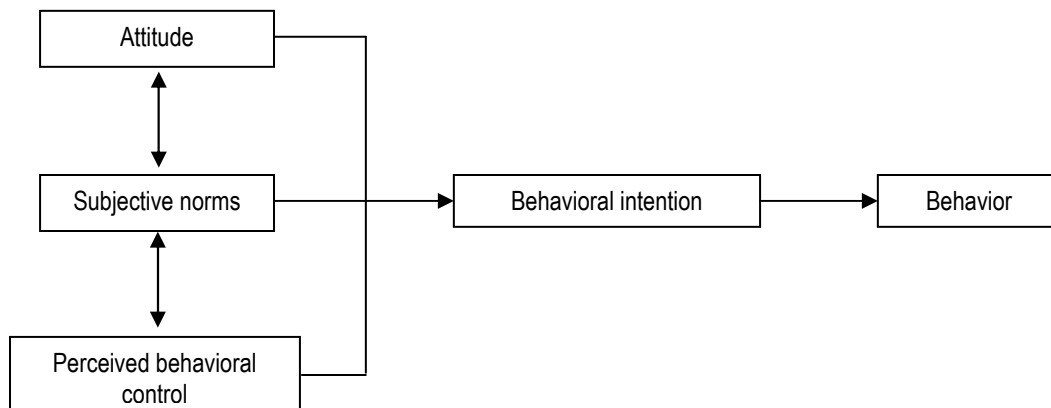 Attitude
Subjective norms
Behavioral intention
Behavior
Perceived behavioral
control